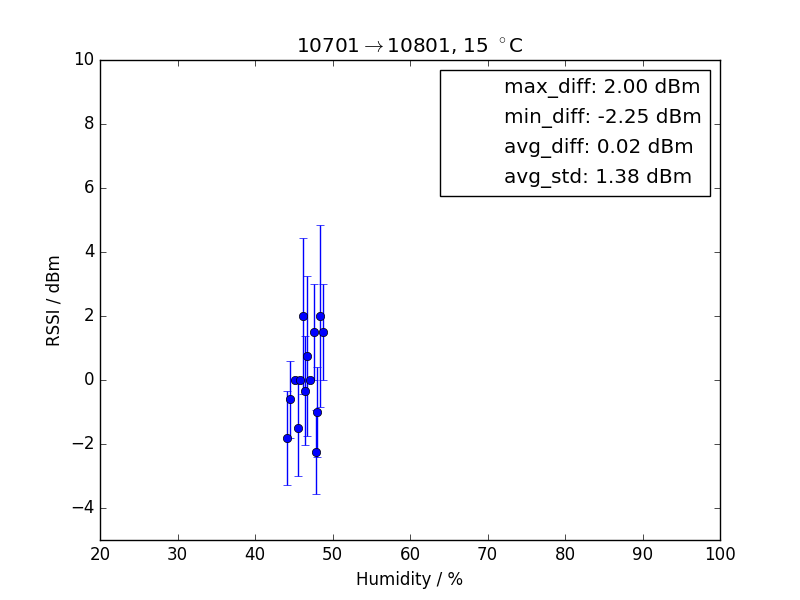 10701→10801, 15 °C
max_diff: 2.00 dBm
min_diff: -2.25 dBm
avg_diff: 0.02 dBm
avg_std: 1.38 dBm
RSSI / dBm
10
8
6
4
2
0
−2
−4
20 30 40 50 60 70 80 90 100
Humidity / %